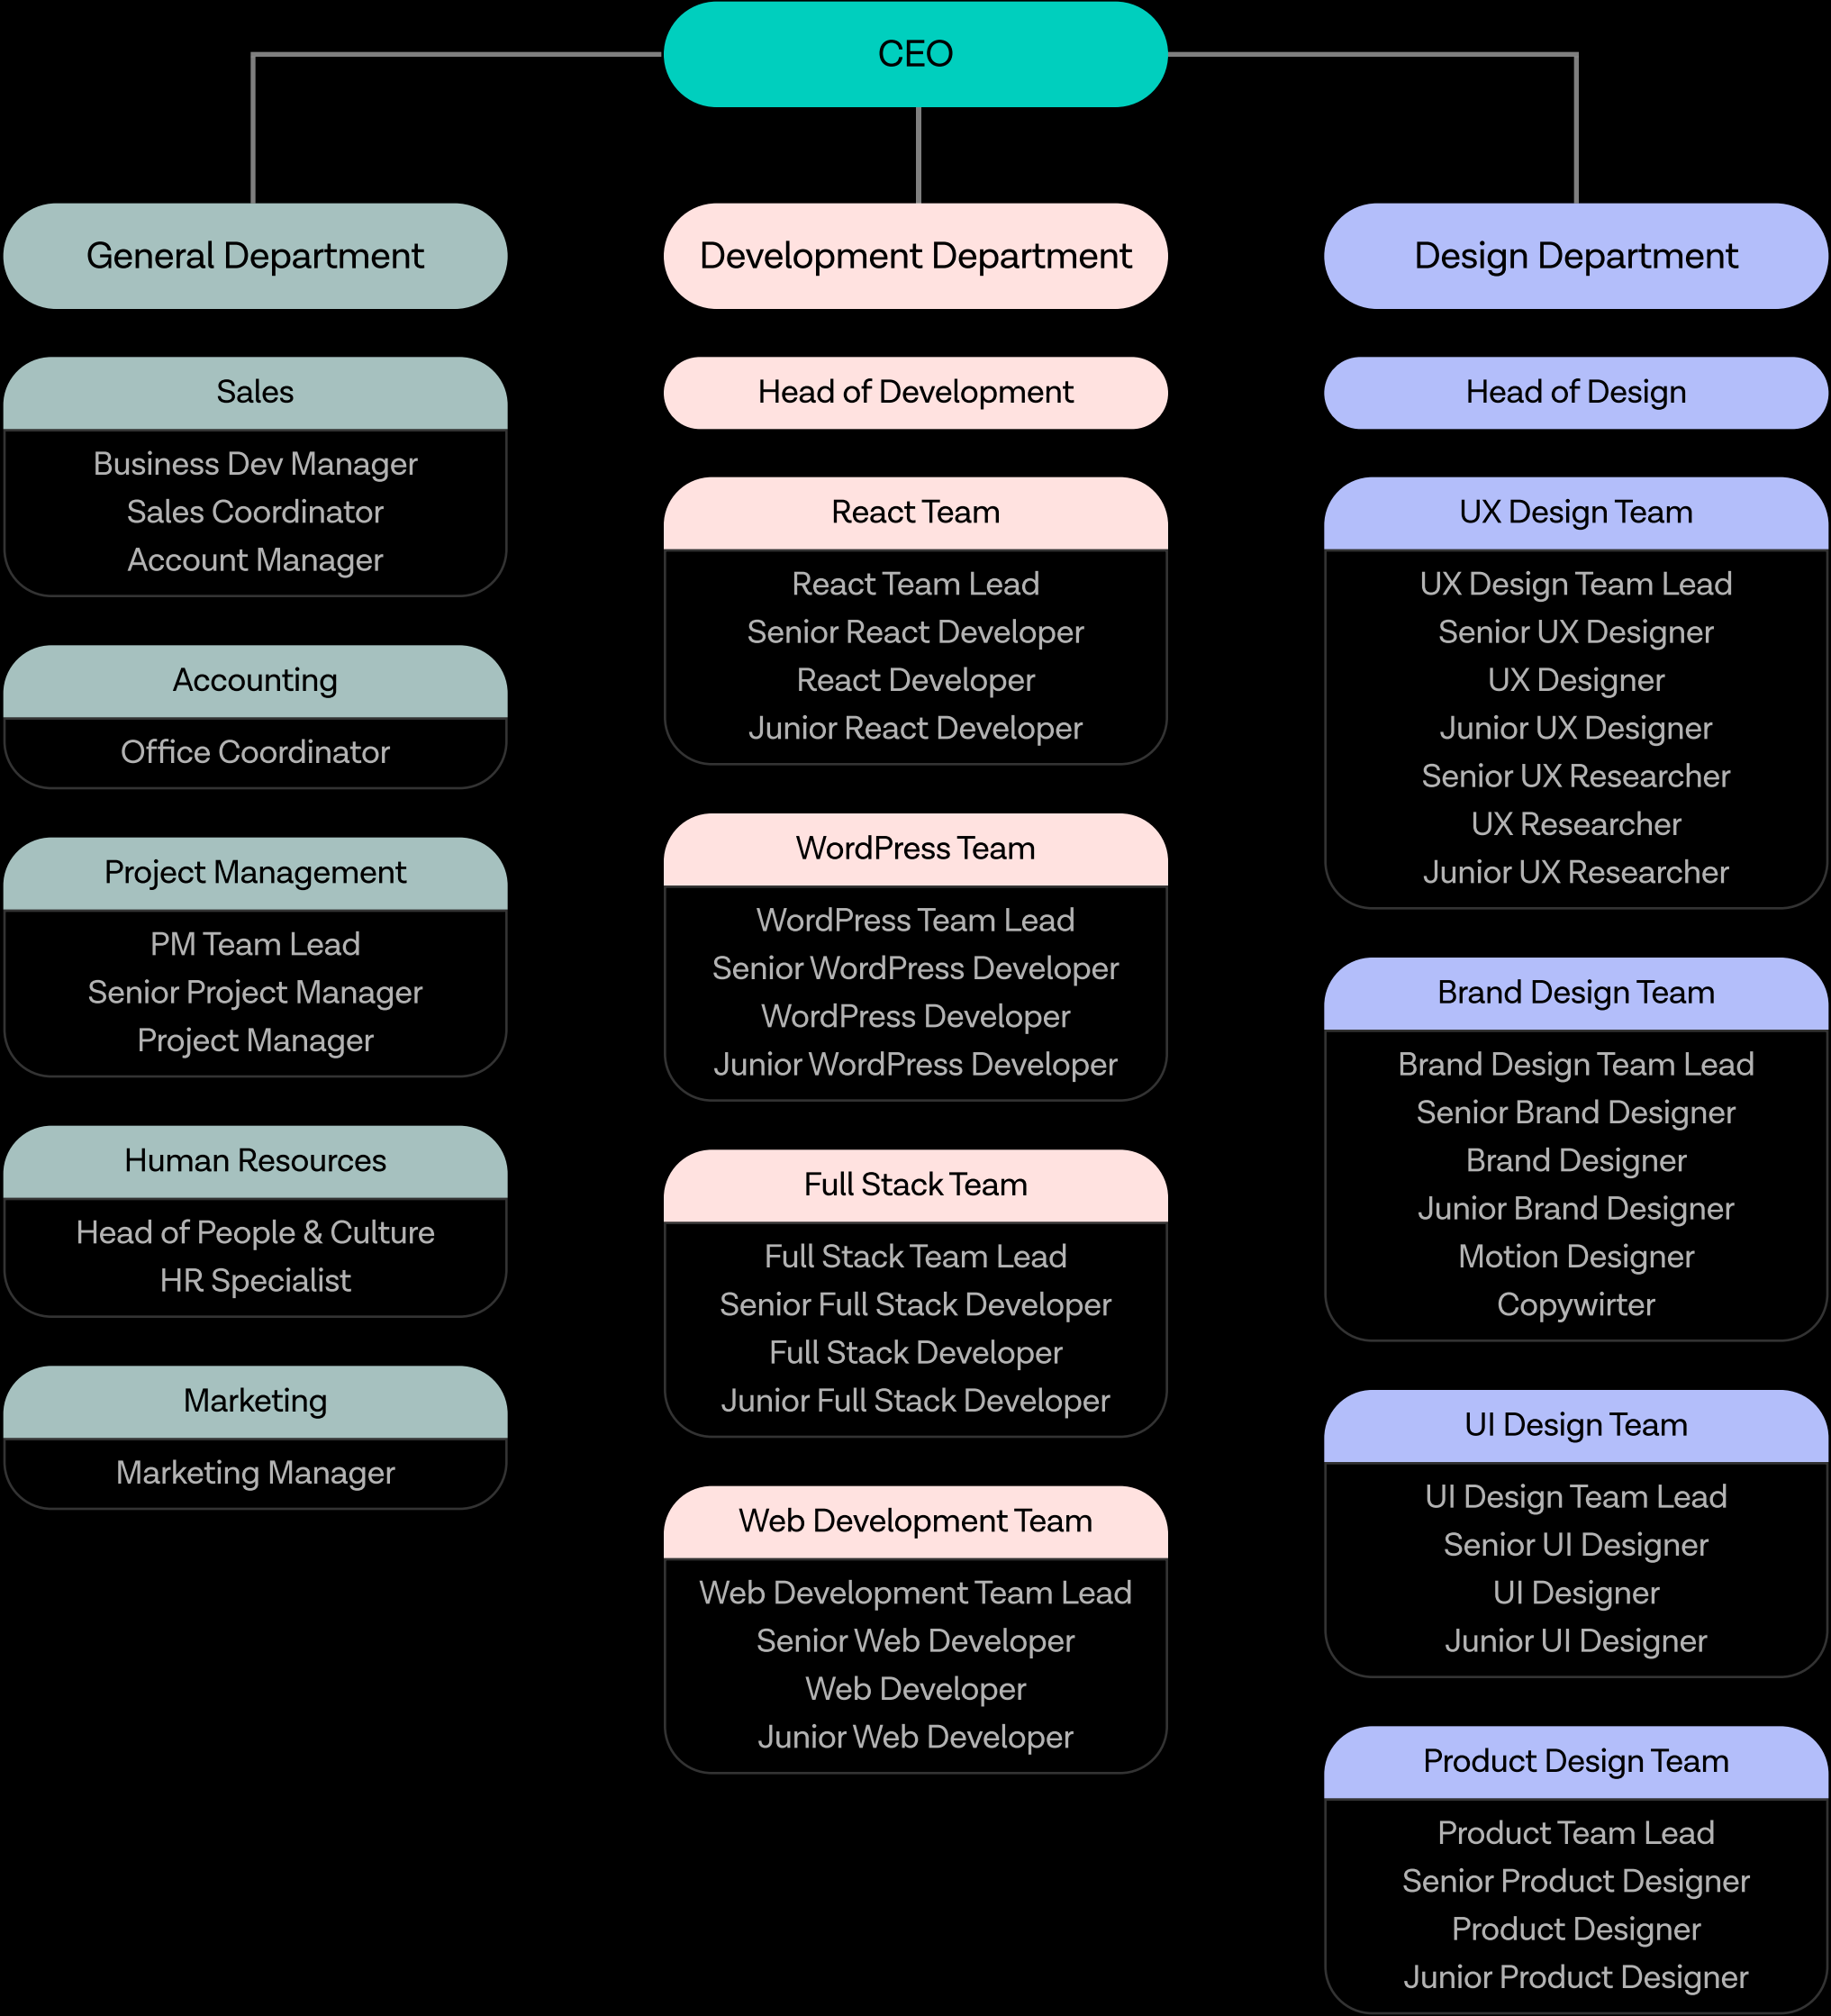 CEO
General Department
Sales
Business Dev Manager
Sales Coordinator
Account Manager
Accounting
Office Coordinator
Project Management
PM Team Lead
Senior Project Manager
Project Manager
Human Resources
Head of People & Culture
HR Specialist
Marketing
Marketing Manager
Development Department
Head of Development
React Team
React Team Lead
Senior React Developer
React Developer
Junior React Developer
WordPress Team
WordPress Team Lead
Senior WordPress Developer
WordPress Developer
Junior WordPress Developer
Full Stack Team
Full Stack Team Lead
Senior Full Stack Developer
Full Stack Developer
Junior Full Stack Developer
Web Development Team
Web Development Team Lead
Senior Web Developer
Web Developer
Junior Web Developer
Design Department
Head of Design
UX Design Team
UX Design Team Lead
Senior UX Designer
UX Designer
Junior UX Designer
Senior UX Researcher
UX Researcher
Junior UX Researcher
Brand Design Team
Brand Design Team Lead
Senior Brand Designer
Brand Designer
Junior Brand Designer
Motion Designer
Copywirter
UI Design Team
UI Design Team Lead
Senior UI Designer
UI Designer
Junior UI Designer
Product Design Team
Product Team Lead
Senior Product Designer
Product Designer
Junior Product Designer